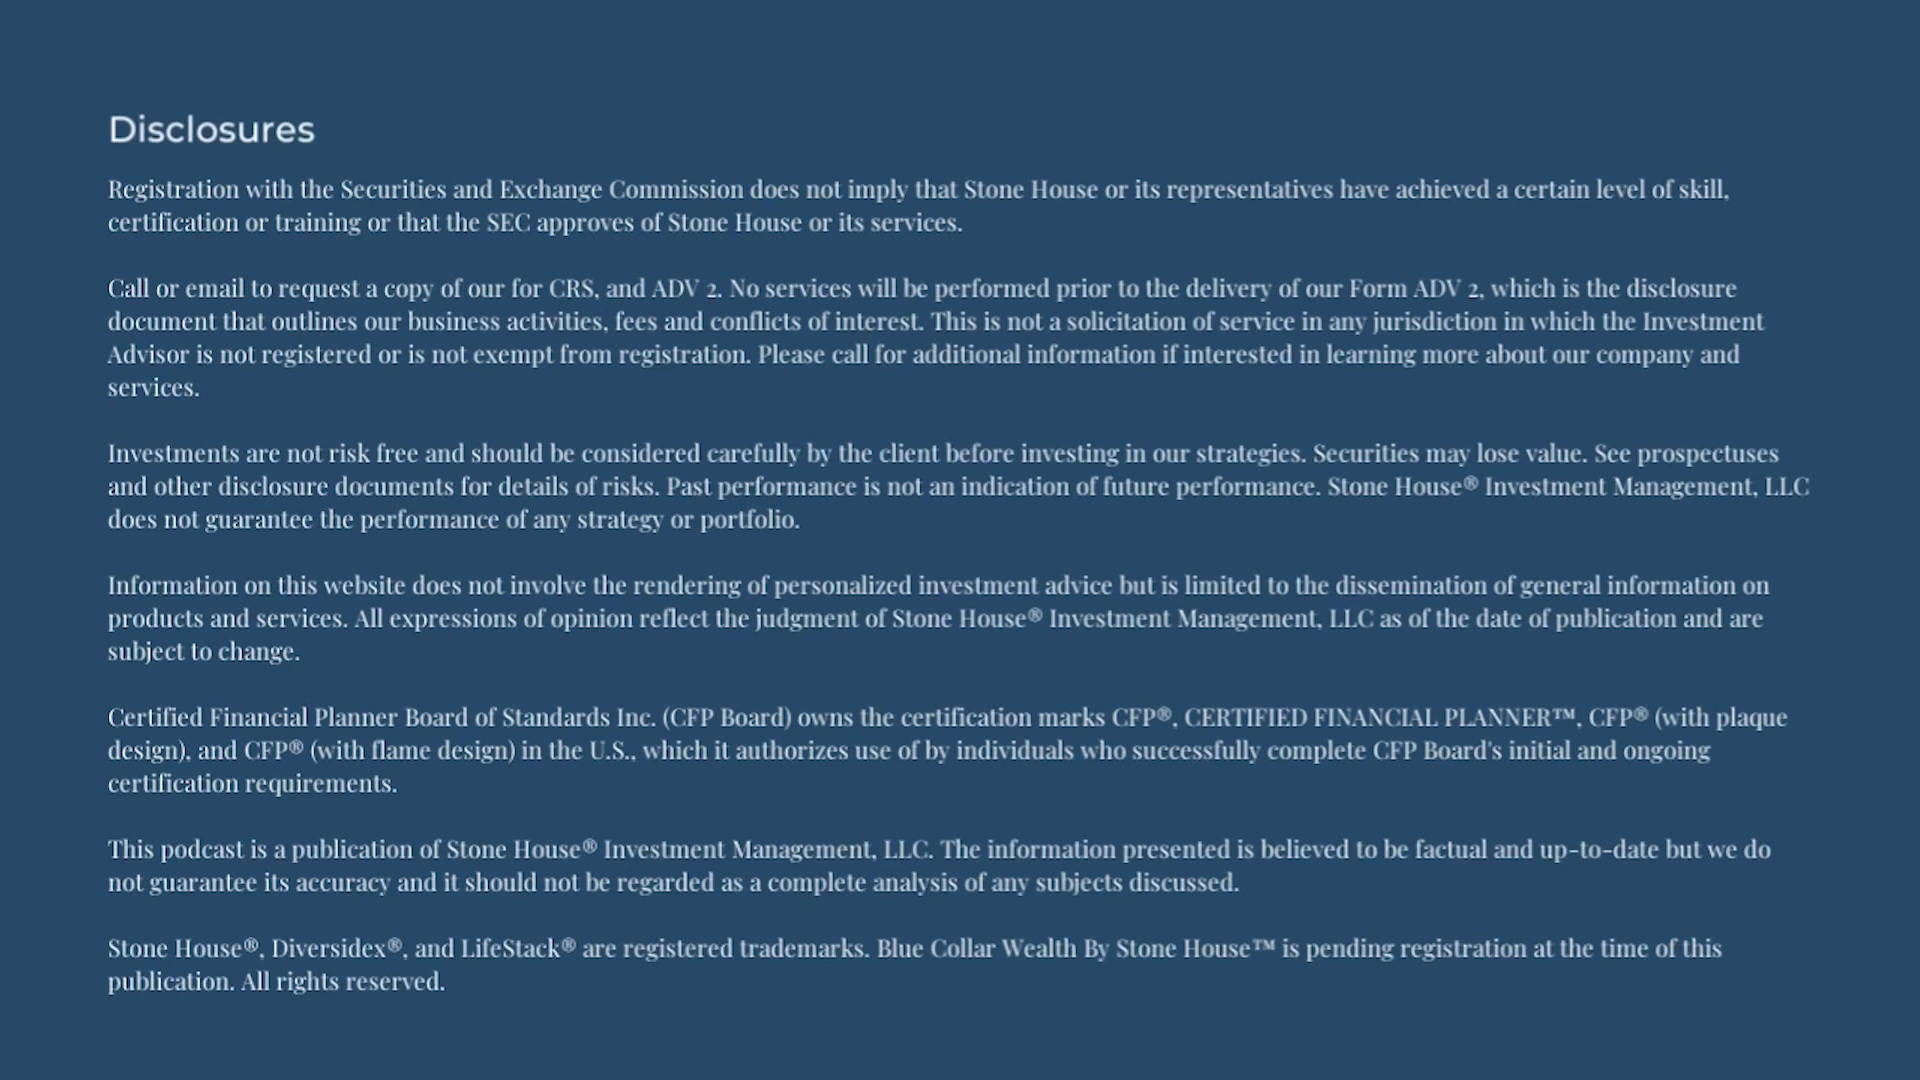 Disclosures
Registration with the Securities and Exchange Commission does not imply that Stone House or its representatives have achieved a certain level of skill,
certification or training or that the SEC approves of Stone House or its services.
Call or email to request a copy of our for CRS, and ADV 2. No services will be performed prior to the delivery of our Form ADV 2, which is the disclosure
document that outlines our business activities, fees and conflicts of interest. This is not a solicitation of service in any jurisdiction in which the Investment
Advisor is not registered or is not exempt from registration. Please call for additional information if interested in learning more about our company and
services.
Investments are not risk free and should be considered carefully by the client before investing in our strategies. Securities may lose value. See prospectuses
and other disclosure documents for details of risks. Past performance is not an indication of future performance. Stone House® Investment Management, LLC
does not guarantee the performance of any strategy or portfolio.
Information on this website does not involve the rendering of personalized investment advice but is limited to the dissemination of general information on
products and services. All expressions of opinion reflect the judgment of Stone House® Investment Management, LLC as of the date of publication and are
subject to change.
Certified Financial Planner Board of Standards Inc. (CFP Board) owns the certification marks CFP®, CERTIFIED FINANCIAL PLANNER™, CFP® (with plaque
design), and CFP® (with flame design) in the U.S., which it authorizes use of by individuals who successfully complete CFP Board's initial and ongoing
certification requirements.
This podcast is a publication of Stone House® Investment Management, LLC. The information presented is believed to be factual and up-to-date but we do
not guarantee its accuracy and it should not be regarded as a complete analysis of any subjects discussed.
Stone House®, Diversidex®, and LifeStack® are registered trademarks. Blue Collar Wealth By Stone House™ is pending registration at the time of this
publication. All rights reserved.